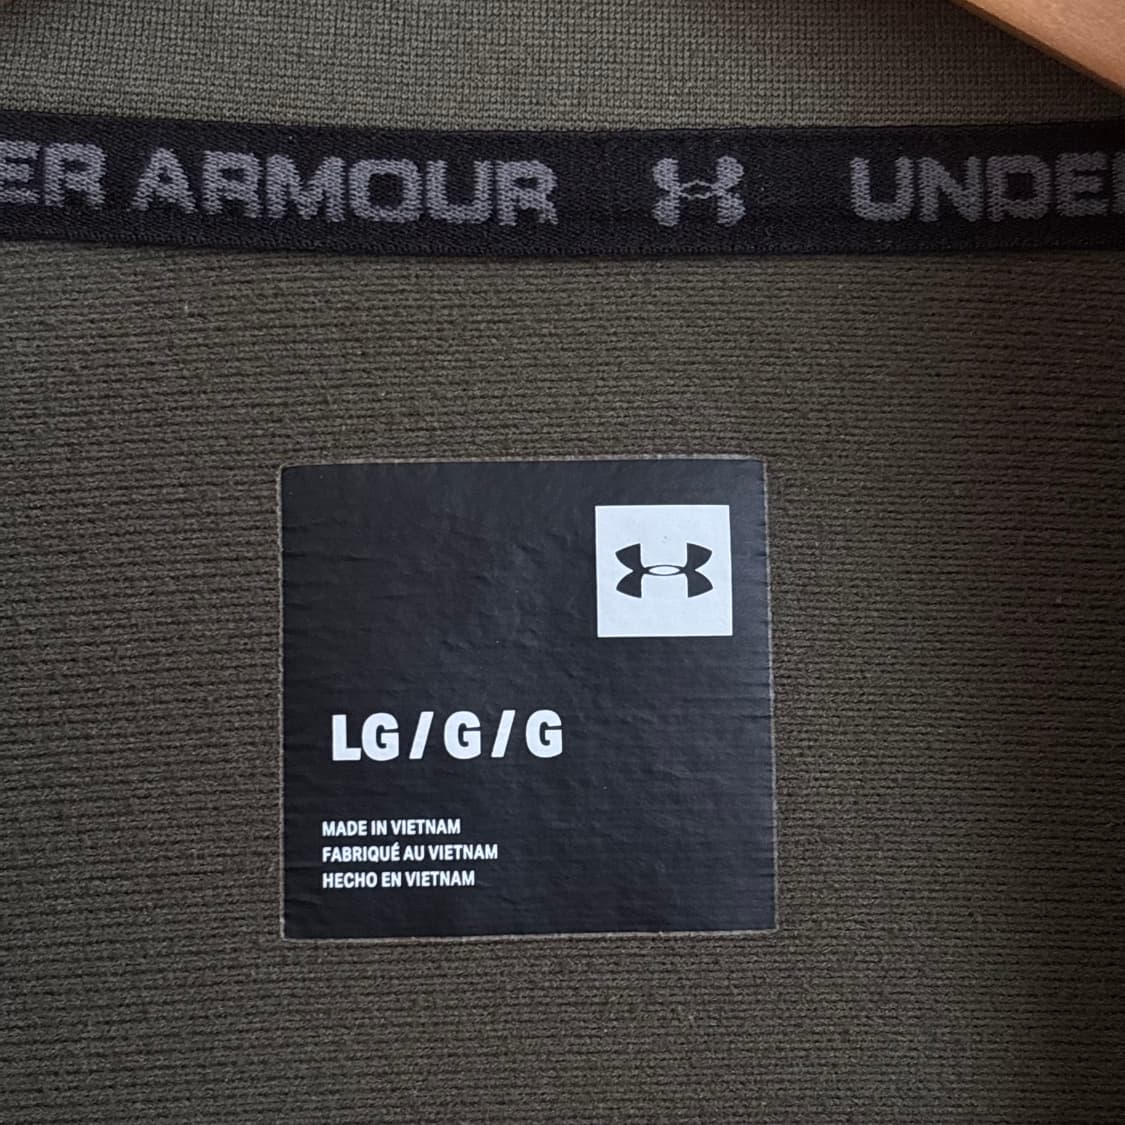 ER ARMOUR UNDE
LG/G/G
MADE IN VIETNAM
FABRIQUÉ AU VIETNAM
HECHO EN VIETNAM